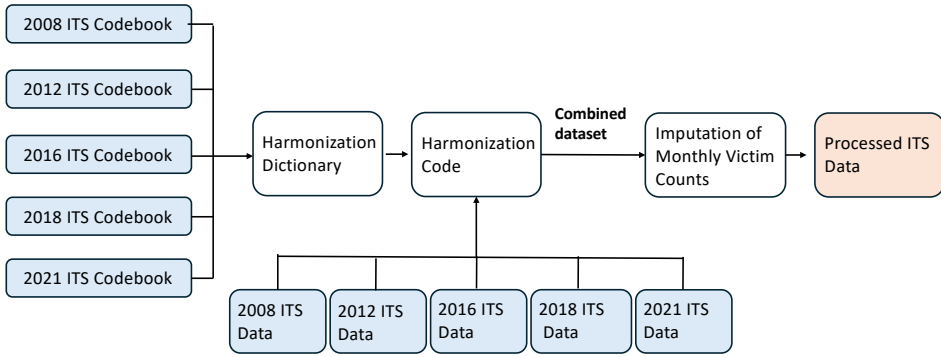 2008 ITS Codebook
2012 ITS Codebook
2016 ITS Codebook
2018 ITS Codebook
2021 ITS Codebook
Harmonization
Dictionary
Harmonization
Code
Combined
dataset
Imputation of
Monthly Victim
Counts
Processed ITS
Data
2008 ITS
Data
2012 ITS
Data
2016 ITS
Data
2018 ITS
Data
2021 ITS
Data